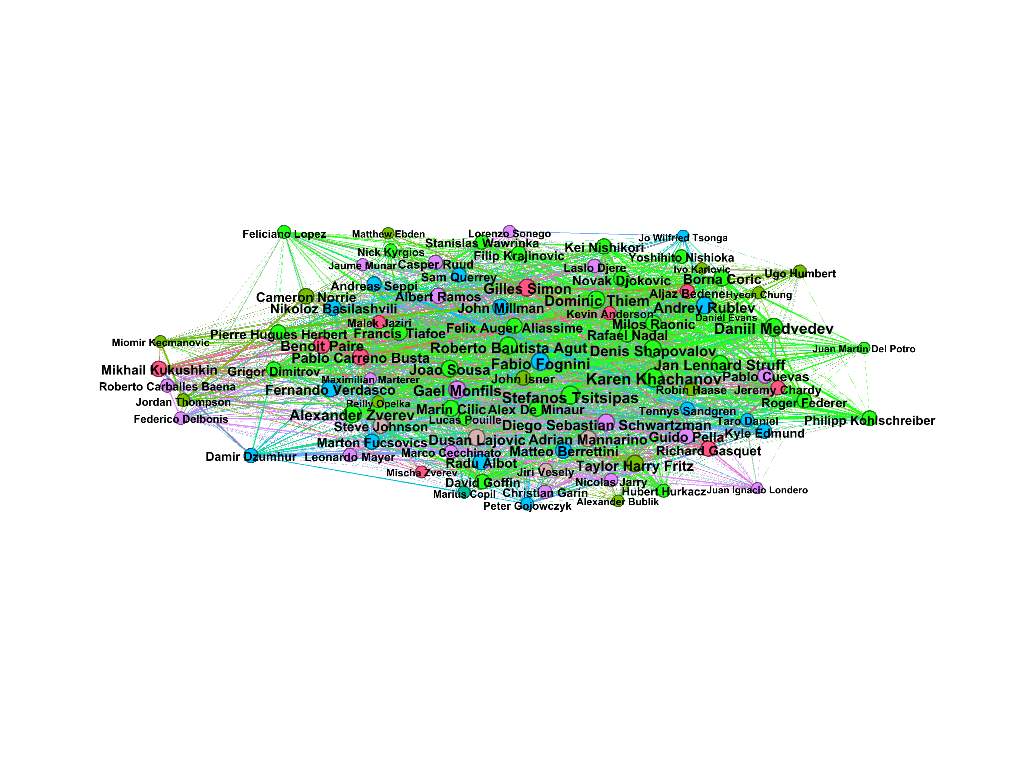 Feliciano Lopez
Matthew Ebden
Lorenzo Sonego
Jo Wilfried Tsonga
Stanislas Wawrinka
Kei Nishikori
Nick Kyrgios
Filip Krajinovic
Yoshihito Nishioka
Jaume Munar
Casper Ruud
Laslo Djere
Ivo Karlovic
Ugo Humbert
Sam Querrey
Novak Djokovic
Borna Coric
Andreas Seppi
Gilles Simon
Aljaz Bedene
Hyeon Chung
Cameron Norrie
Albert Ramos
Dominic Thiem
Nikoloz Basilashvili
John Millman
Kevin Anderson
Andrey Rublev
Daniel Evans
Malek Jaziri
Milos Raonic
Felix Auger Aliassime
Daniil Medvedev
Pierre Hugues Herbert
Francis Tiafoe
Rafael Nadal
Miomir Kecmanovic
Benoit Paire
Roberto Bautista Agut
Denis Shapovalov
Juan Martin Del Potro
Pablo Carreno Busta
Fabio Fognini
Jan Lennard Struff
Mikhail Kukushkin
Grigor Dimitrov
Joao Sousa
Maximilian Marterer
John Isner
Karen Khachanov
Pablo Cuevas
Roberto Carballes Baena
Fernando Verdasco
Gael Monfils
Robin Haase
Jeremy Chardy
Jordan Thompson
Reilly Opelka
Stefanos Tsitsipas
Roger Federer
Marin Cilic
Alex De Minaur
Tennys Sandgren
Federico Delbonis
Alexander Zverev
Lucas Pouille
Taro Daniel
Philipp Kohlschreiber
Steve Johnson
Diego Sebastian Schwartzman
Kyle Edmund
Marton Fucsovics
Dusan Lajovic
Adrian Mannarino
Guido Pella
Damir Dzumhur
Leonardo Mayer
Marco Cecchinato
Matteo Berrettini
Richard Gasquet
Radu Albot
Taylor Harry Fritz
Mischa Zverev
Jiri Vesely
David Goffin
Nicolas Jarry
Marius Copil
Christian Garin
Hubert Hurkacz
Juan Ignacio Londero
Alexander Bublik
Peter Gojowczyk